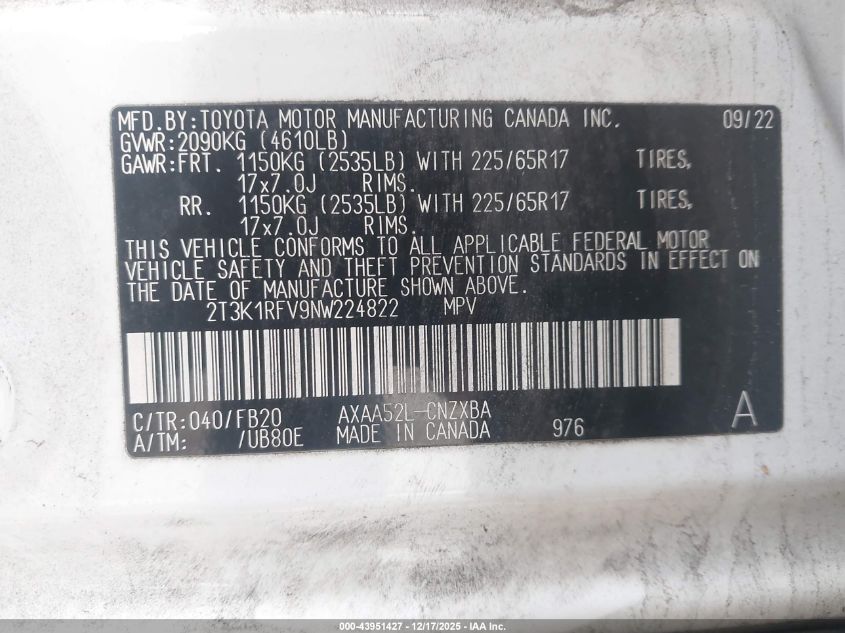 MFD.BY:TOYOTA MOTOR MANUFACTURING CANADA INC. 09/22
GVWR:2090KG (4610LB)
GAWR:FRT. 1150KG (2535LB) WITH 225/65R17 TIRES,
17x7.0J RIMS.
RR. 1150KG (2535LB) WITH 225/65R17 TIRES,
17x7.0J RIMS.
THIS VEHICLE CONFORMS TO ALL APPLICABLE FEDERAL MOTOR
VEHICLE SAFETY AND THEFT PREVENTION STANDARDS IN EFFECT ON
THE DATE OF MANUFACTURE SHOWN ABOVE.
2T3K1RFV9NW224822 MPV
C/TR:040/FB20 AXAA52L-CNZXBA A
A/TM: /UB80E MADE IN CANADA 976
000-43951427 - 12/17/2025 - IAA Inc.